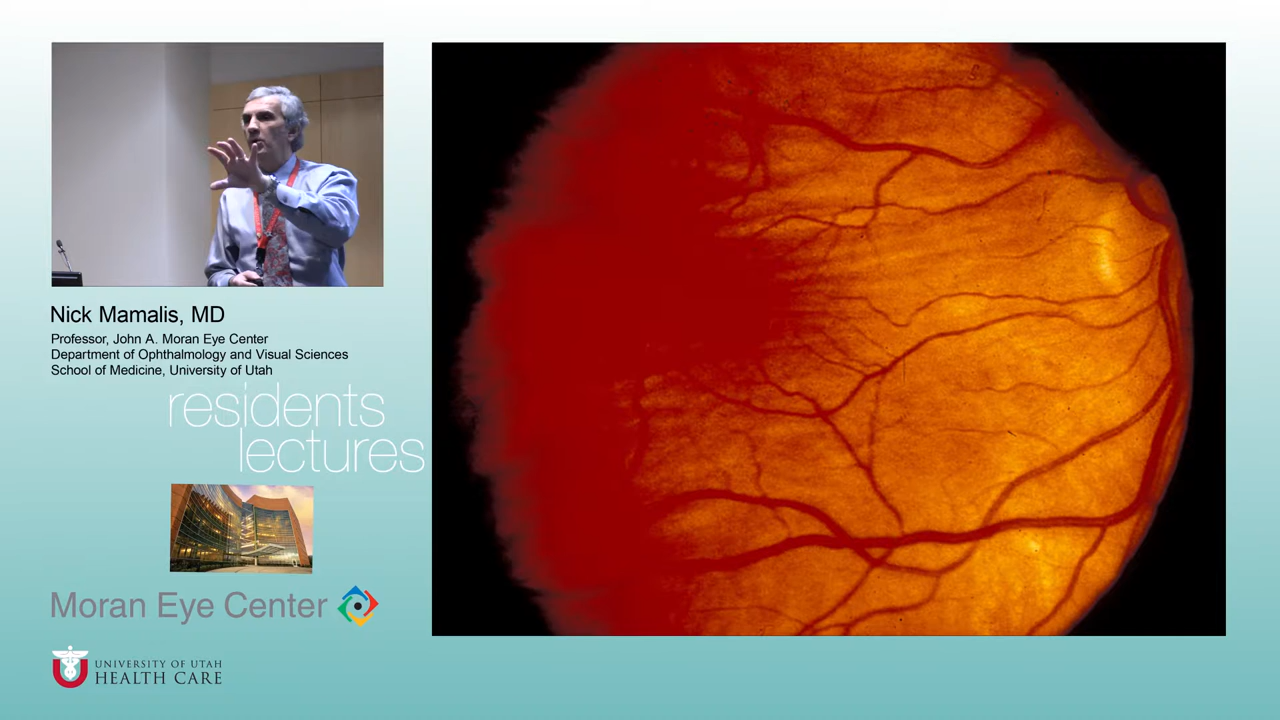 Nick Mamalis, MD
Professor, John A. Moran Eye Center
Department of Ophthalmology and Visual Sciences
School of Medicine, University of Utah
residents
lectures
Moran Eye Center
UNIVERSITY OF UTAH
HEALTH CARE